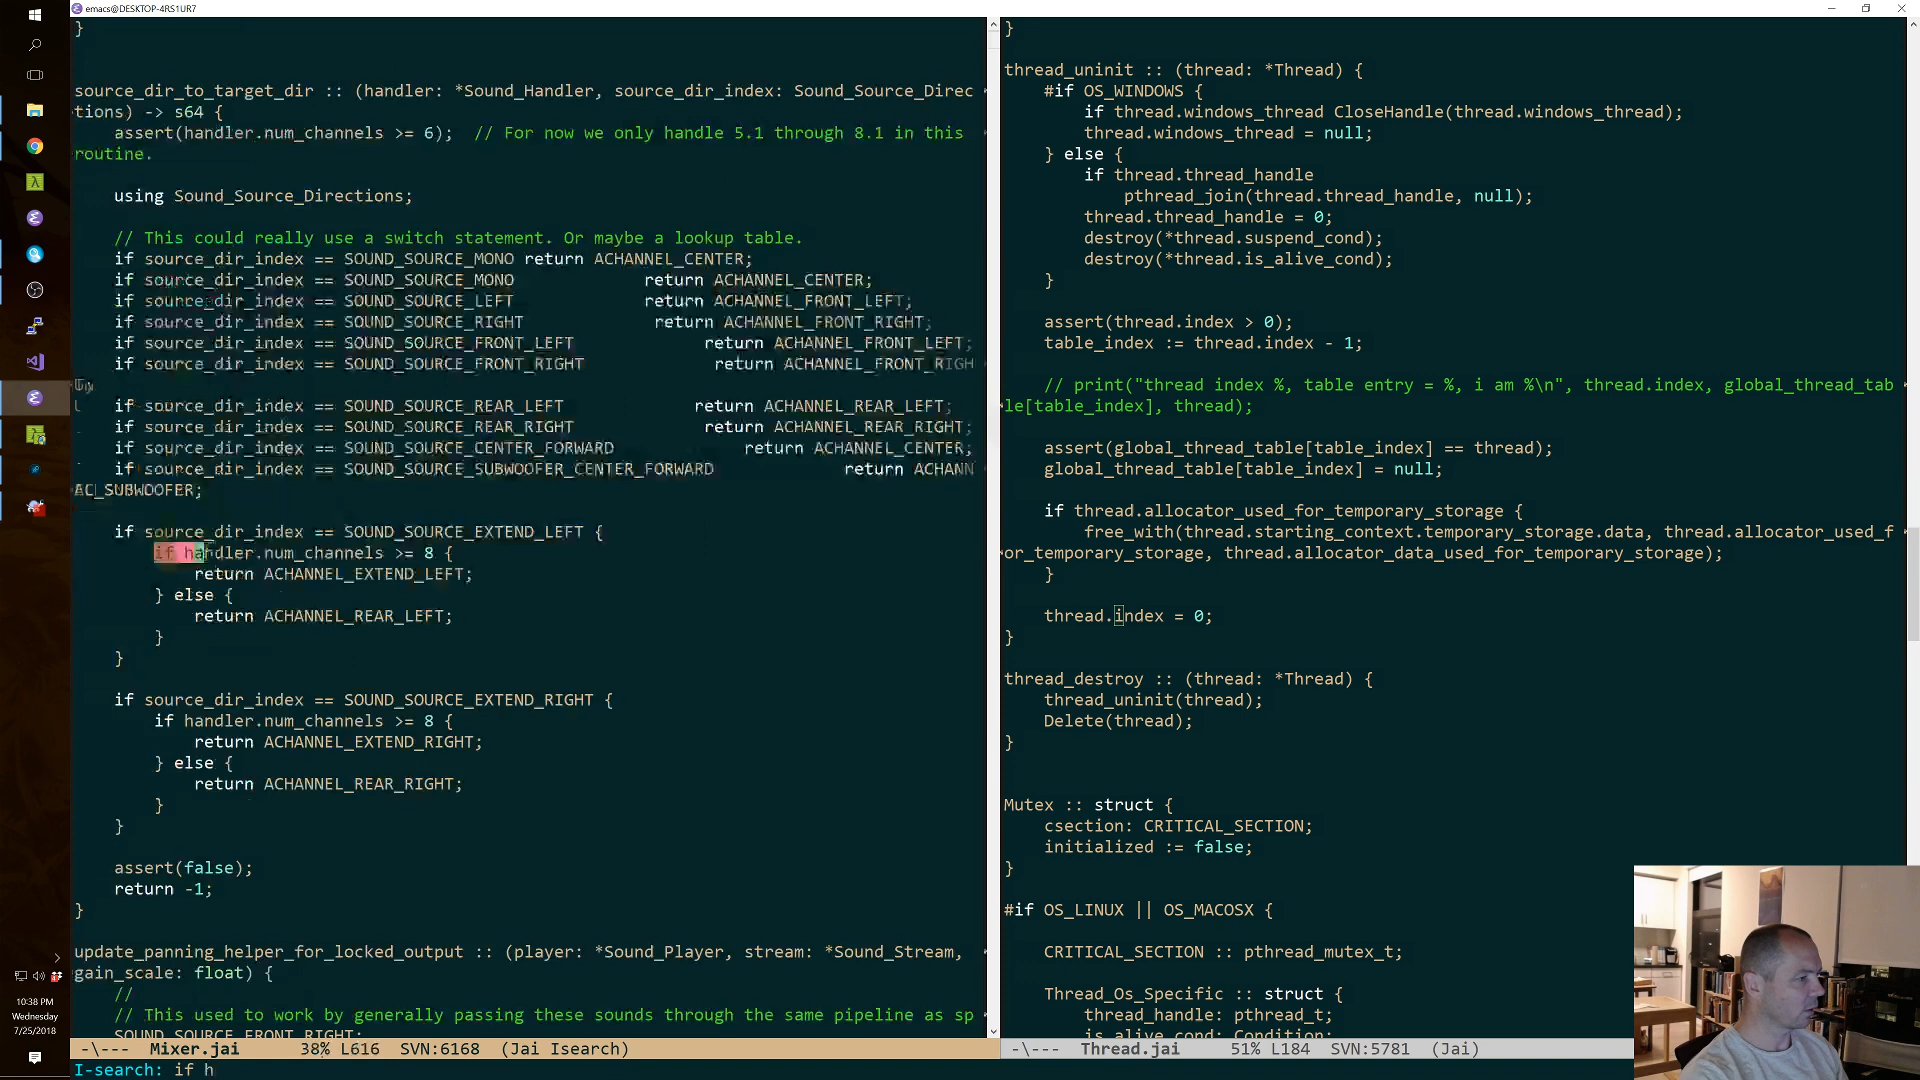 emacs@DESKTOP-4RS1UR7
}
source_dir_to_target_dir :: (handler: *Sound_Handler, source_dir_index: Sound_Source_Direc
tions) -> s64 {
assert(handler.num_channels >= 6);  // For now we only handle 5.1 through 8.1 in this
routine.
using Sound_Source_Directions;
// This could really use a switch statement. Or maybe a lookup table.
if source_dir_index == SOUND_SOURCE_MONO return ACHANNEL_CENTER;
if source_dir_index == SOUND_SOURCE_MONO return ACHANNEL_CENTER;
if source_dir_index == SOUND_SOURCE_LEFT return ACHANNEL_FRONT_LEFT;
if source_dir_index == SOUND_SOURCE_RIGHT return ACHANNEL_FRONT_RIGHT;
if source_dir_index == SOUND_SOURCE_FRONT_LEFT return ACHANNEL_FRONT_LEFT;
if source_dir_index == SOUND_SOURCE_FRONT_RIGHT return ACHANNEL_FRONT_RIGH
if source_dir_index == SOUND_SOURCE_REAR_LEFT return ACHANNEL_REAR_LEFT;
if source_dir_index == SOUND_SOURCE_REAR_RIGHT return ACHANNEL_REAR_RIGHT;
if source_dir_index == SOUND_SOURCE_CENTER_FORWARD return ACHANNEL_CENTER;
if source_dir_index == SOUND_SOURCE_SUBWOOFER_CENTER_FORWARD return ACHANN
_SUBWOOFER;
if source_dir_index == SOUND_SOURCE_EXTEND_LEFT {
if handler.num_channels >= 8 {
return ACHANNEL_EXTEND_LEFT;
} else {
return ACHANNEL_REAR_LEFT;
}
}
if source_dir_index == SOUND_SOURCE_EXTEND_RIGHT {
if handler.num_channels >= 8 {
return ACHANNEL_EXTEND_RIGHT;
} else {
return ACHANNEL_REAR_RIGHT;
}
}
assert(false);
return -1;
}
update_panning_helper_for_locked_output :: (player: *Sound_Player, stream: *Sound_Stream,
gain_scale: float) {
//
// This used to work by generally passing these sounds through the same pipeline as sp
SOUND_SOURCE_FRONT_RIGHT:
-\--- Mixer.jai 38% L616 SVN:6168 (Jai Isearch)
I-search: if h
}
thread_uninit :: (thread: *Thread) {
#if OS_WINDOWS {
if thread.windows_thread CloseHandle(thread.windows_thread);
thread.windows_thread = null;
} else {
if thread.thread_handle
pthread_join(thread.thread_handle, null);
thread.thread_handle = 0;
destroy(*thread.suspend_cond);
destroy(*thread.is_alive_cond);
}
assert(thread.index > 0);
table_index := thread.index - 1;
// print("thread index %, table entry = %, i am %\n", thread.index, global_thread_tab
le[table_index], thread);
assert(global_thread_table[table_index] == thread);
global_thread_table[table_index] = null;
if thread.allocator_used_for_temporary_storage {
free_with(thread.starting_context.temporary_storage.data, thread.allocator_used_f
or_temporary_storage, thread.allocator_data_used_for_temporary_storage);
}
thread.index = 0;
}
thread_destroy :: (thread: *Thread) {
thread_uninit(thread);
Delete(thread);
}
Mutex :: struct {
csection: CRITICAL_SECTION;
initialized := false;
}
#if OS_LINUX || OS_MACOSX {
CRITICAL_SECTION :: pthread_mutex_t;
Thread_Os_Specific :: struct {
thread_handle: pthread_t;
is_alive_cond: Condition;
-\--- Thread.jai 51% L184 SVN:5781 (Jai)
10:38 PM
Wednesday
7/25/2018